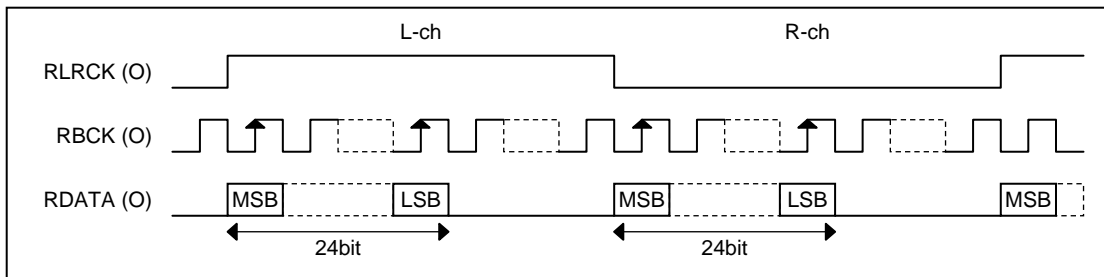 L-ch R-ch
RLRCK (O)
RBCK (O)
RDATA (O) MSB LSB MSB LSB MSB
24bit 24bit